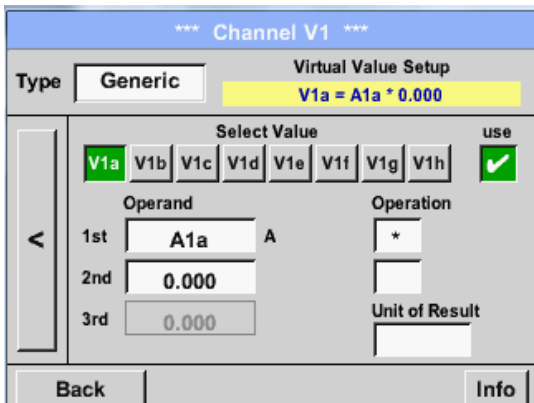 *** Channel V1 ***
Type Generic Virtual Value Setup
V1a = A1a * 0.000
Select Value use
V1a V1b V1c V1d V1e V1f V1g V1h ✔
Operand Operation
< 1st A1a A *
2nd 0.000
3rd 0.000 Unit of Result
Back Info